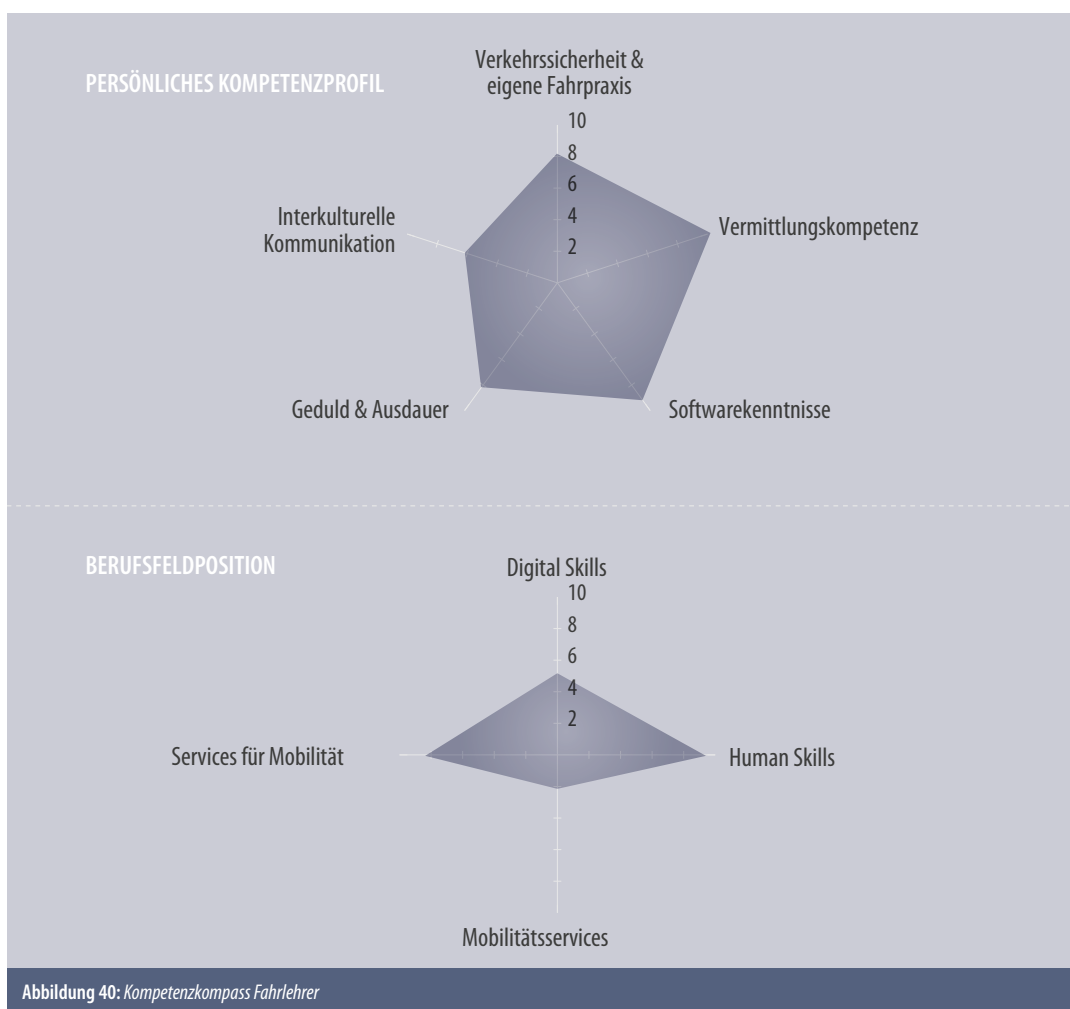 PERSÖNLICHES KOMPETENZPROFIL
Verkehrssicherheit &
eigene Fahrpraxis
10
8
6
4
2
Vermittlungskompetenz
Interkulturelle
Kommunikation
Geduld & Ausdauer
Softwarekenntnisse
BERUFSFELDPOSITION
Digital Skills
10
8
6
4
2
Services für Mobilität
Human Skills
Mobilitätsservices
Abbildung 40: Kompetenzkompass Fahrlehrer